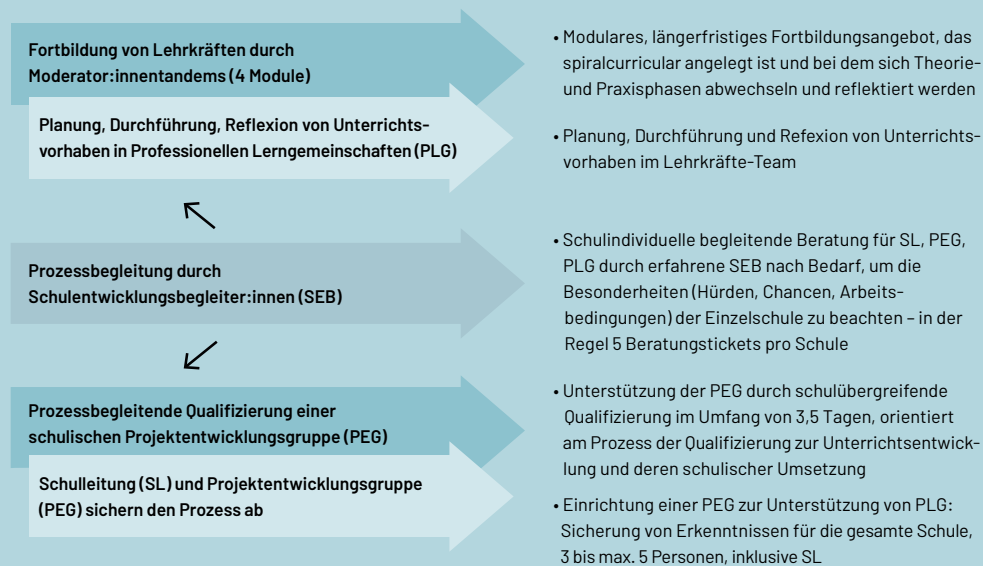 Fortbildung von Lehrkräften durch
Moderator:innentandems (4 Module)
• Modulares, längerfristiges Fortbildungsangebot, das
spiralcurricular angelegt ist und bei dem sich Theorie-
und Praxisphasen abwechseln und reflektiert werden
Planung, Durchführung, Reflexion von Unterrichts-
vorhaben in Professionellen Lerngemeinschaften (PLG)
• Planung, Durchführung und Refexion von Unterrichts-
vorhaben im Lehrkräfte-Team
Prozessbegleitung durch
Schulentwicklungsbegleiter:innen (SEB)
• Schulindividuelle begleitende Beratung für SL, PEG,
PLG durch erfahrene SEB nach Bedarf, um die
Besonderheiten (Hürden, Chancen, Arbeits-
bedingungen) der Einzelschule zu beachten – in der
Regel 5 Beratungstickets pro Schule
Prozessbegleitende Qualifizierung einer
schulischen Projektentwicklungsgruppe (PEG)
• Unterstützung der PEG durch schulübergreifende
Qualifizierung im Umfang von 3,5 Tagen, orientiert
am Prozess der Qualifizierung zur Unterrichtsentwick-
lung und deren schulischer Umsetzung
Schulleitung (SL) und Projektentwicklungsgruppe
(PEG) sichern den Prozess ab
• Einrichtung einer PEG zur Unterstützung von PLG:
Sicherung von Erkenntnissen für die gesamte Schule,
3 bis max. 5 Personen, inklusive SL